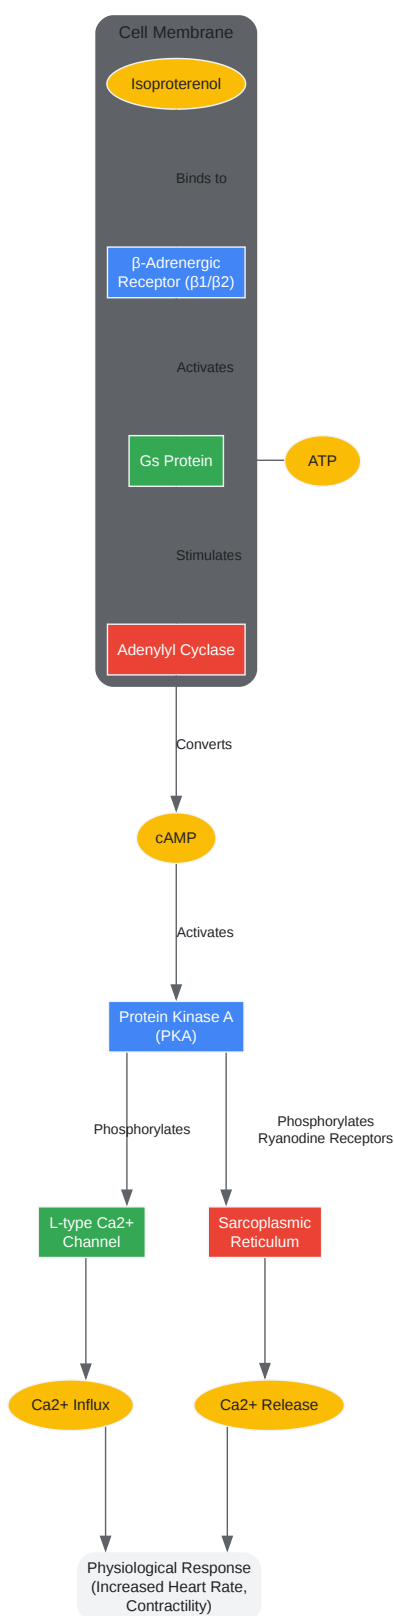 Cell Membrane
Isoproterenol
Binds to
β-Adrenergic
Receptor (β1/β2)
Activates
Gs Protein
ATP
Stimulates
Adenylyl Cyclase
Converts
cAMP
Activates
Protein Kinase A
(PKA)
Phosphorylates
Phosphorylates
Ryanodine Receptors
L-type Ca2+
Channel
Sarcoplasmic
Reticulum
Ca2+ Influx
Ca2+ Release
Physiological Response
(Increased Heart Rate,
Contractility)